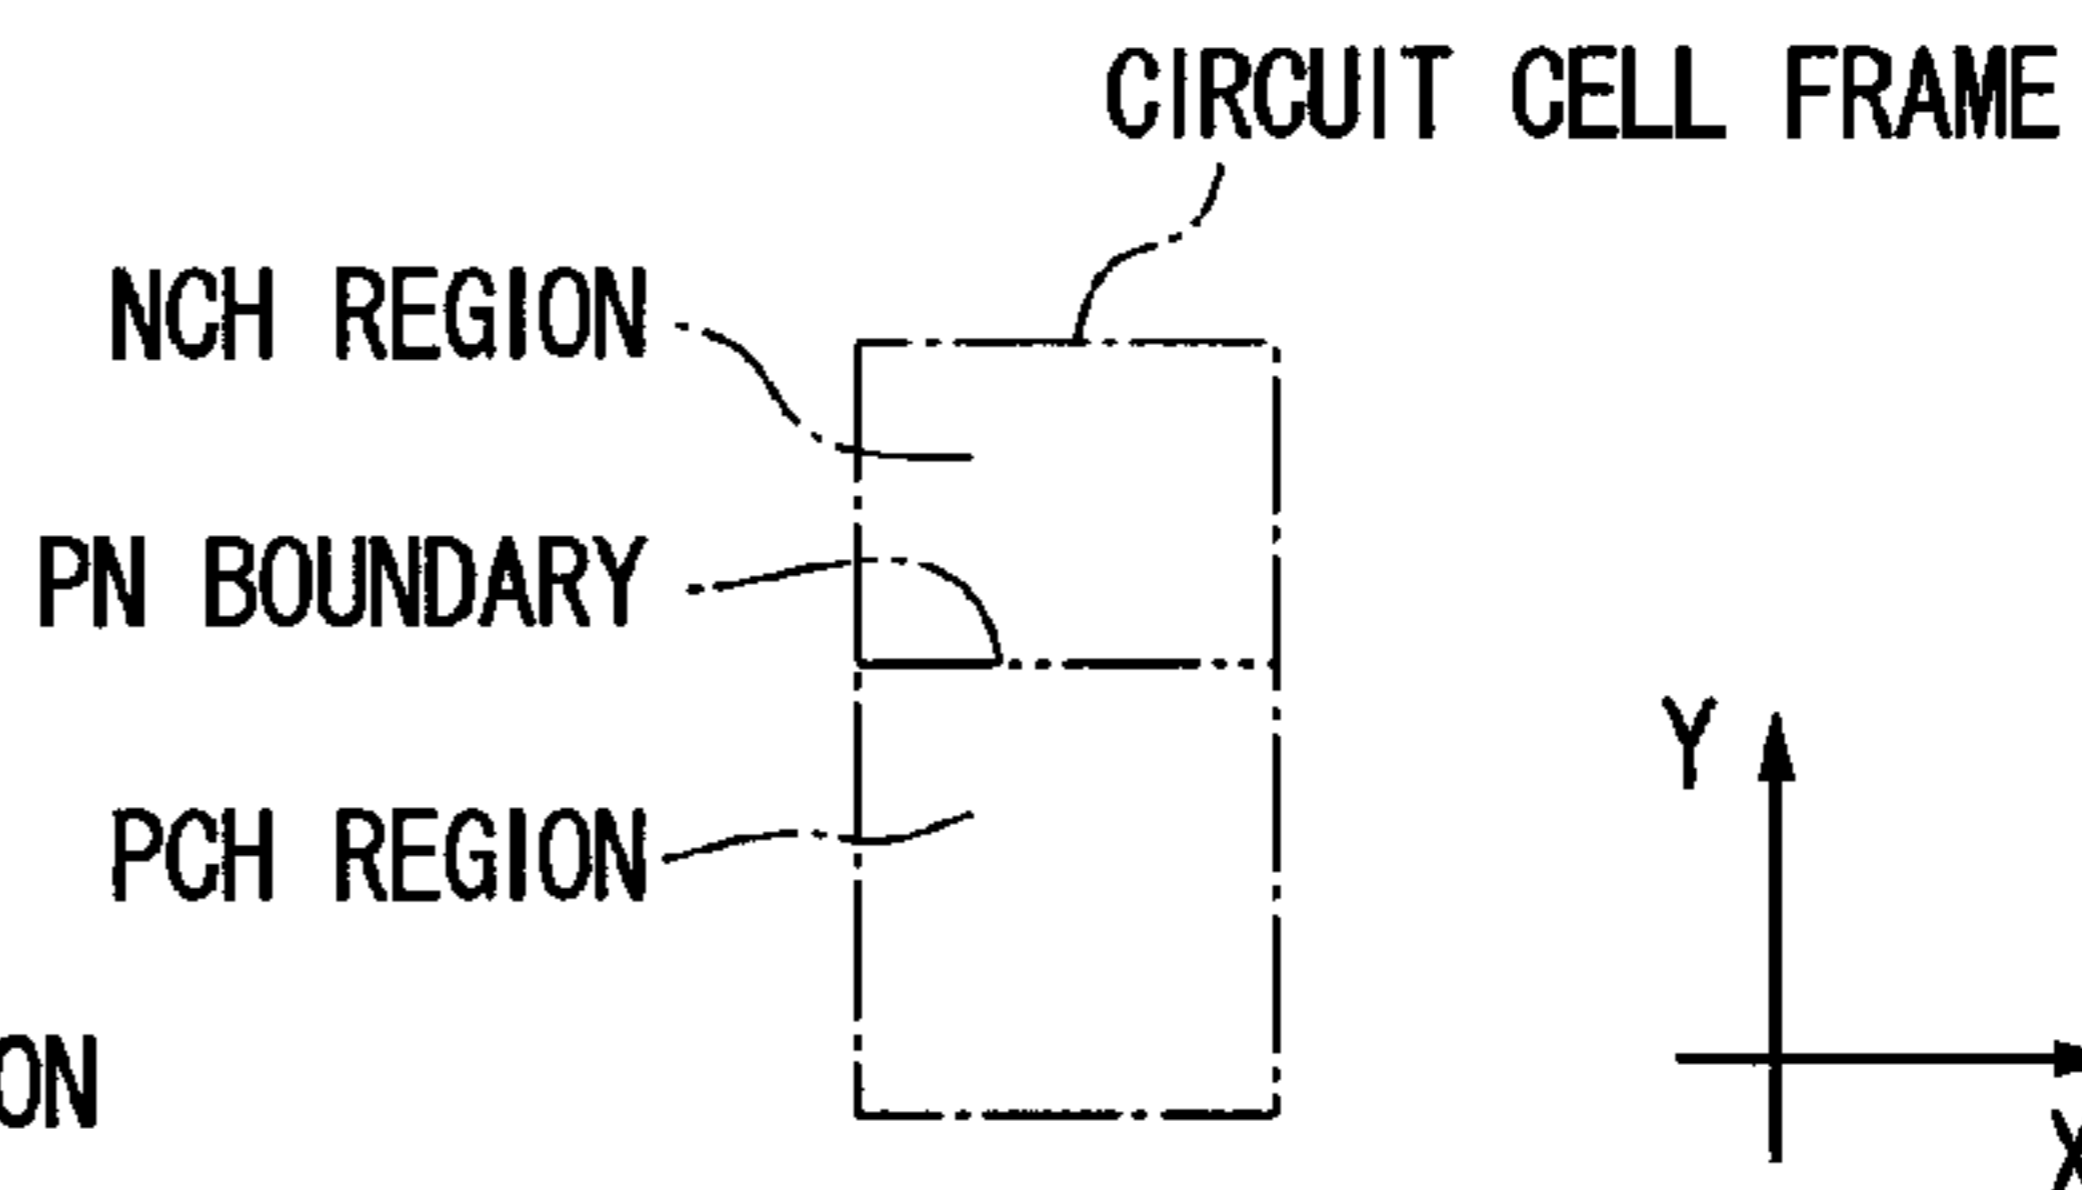 CIRCUIT CELL FRAME
NCH REGION
PN BOUNDARY
PCH REGION
Y
ON
X